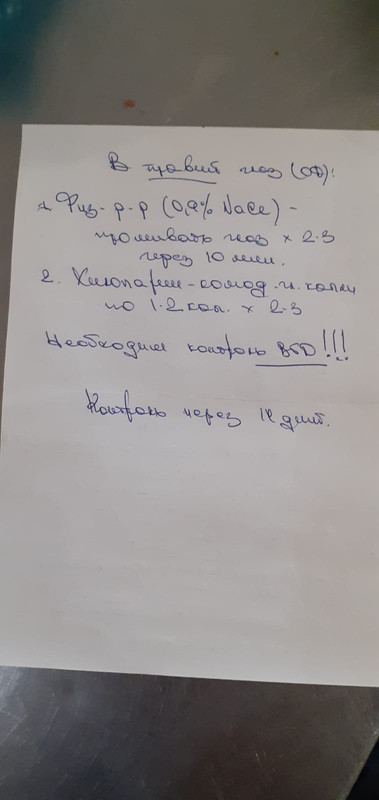 В правый глаз (OD):
1. Физ-р-р (0,9% NaCl) -
промывать глаз x 2-3
через 10 мин.
2. Хилопарин-комод гл. капли
по 1-2 кап. x 2-3
Необходим контроль ВГД!!!
Контроль через 14 дней.